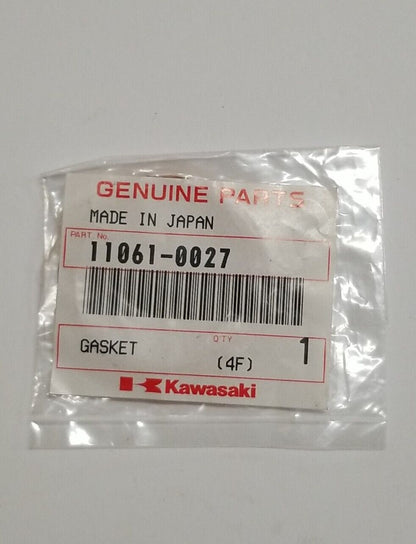 GENUINE PARTS
MADE IN JAPAN
PART. No.
11061-0027
QTY
GASKET (4F) 1
Kawasaki